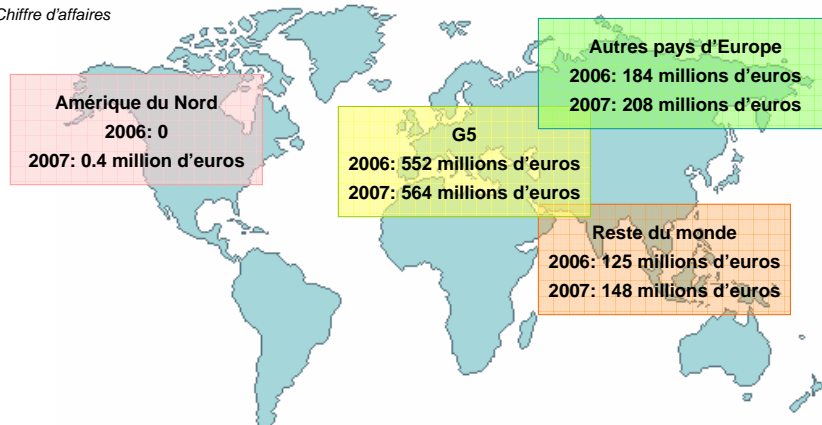 Chiffre d'affaires
Autres pays d'Europe
2006: 184 millions d'euros
2007: 208 millions d'euros
Amérique du Nord
2006: 0
2007: 0.4 million d'euros
G5
2006: 552 millions d'euros
2007: 564 millions d'euros
Reste du monde
2006: 125 millions d'euros
2007: 148 millions d'euros